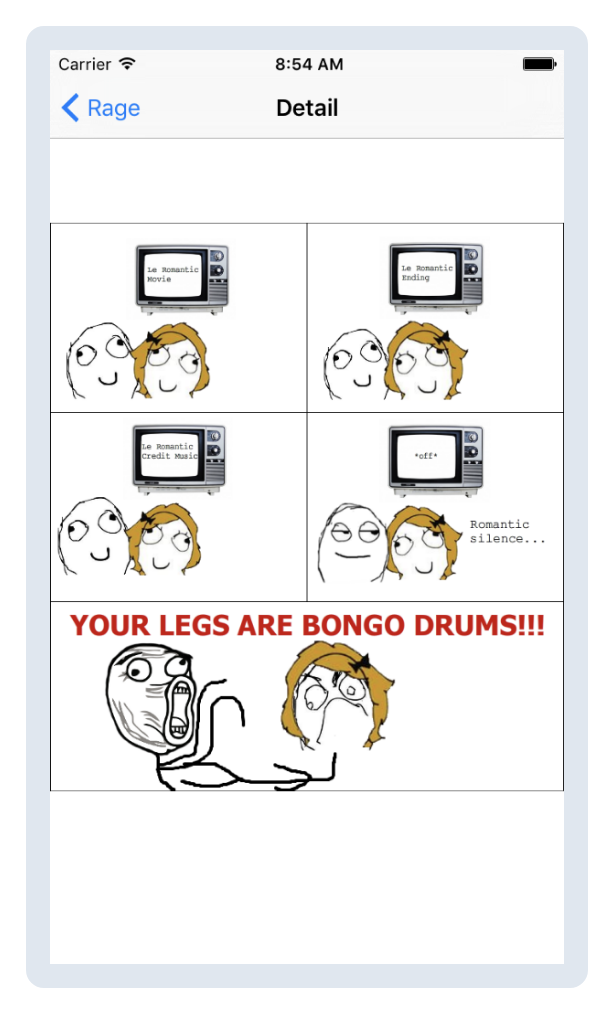 Carrier 8:54 AM
Rage Detail
Le Romantic
Movie
Le Romantic
Ending
Le Romantic
Credit Music
*off*
Romantic
silence...
YOUR LEGS ARE BONGO DRUMS!!!